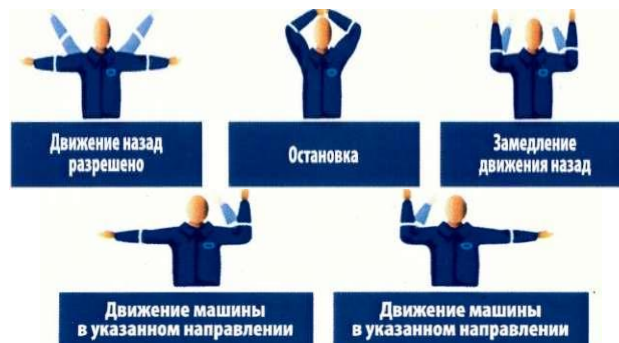 Движение назад
разрешено
Остановка
Замедление
движения назад
Движение машины
в указанном направлении
Движение машины
в указанном направлении